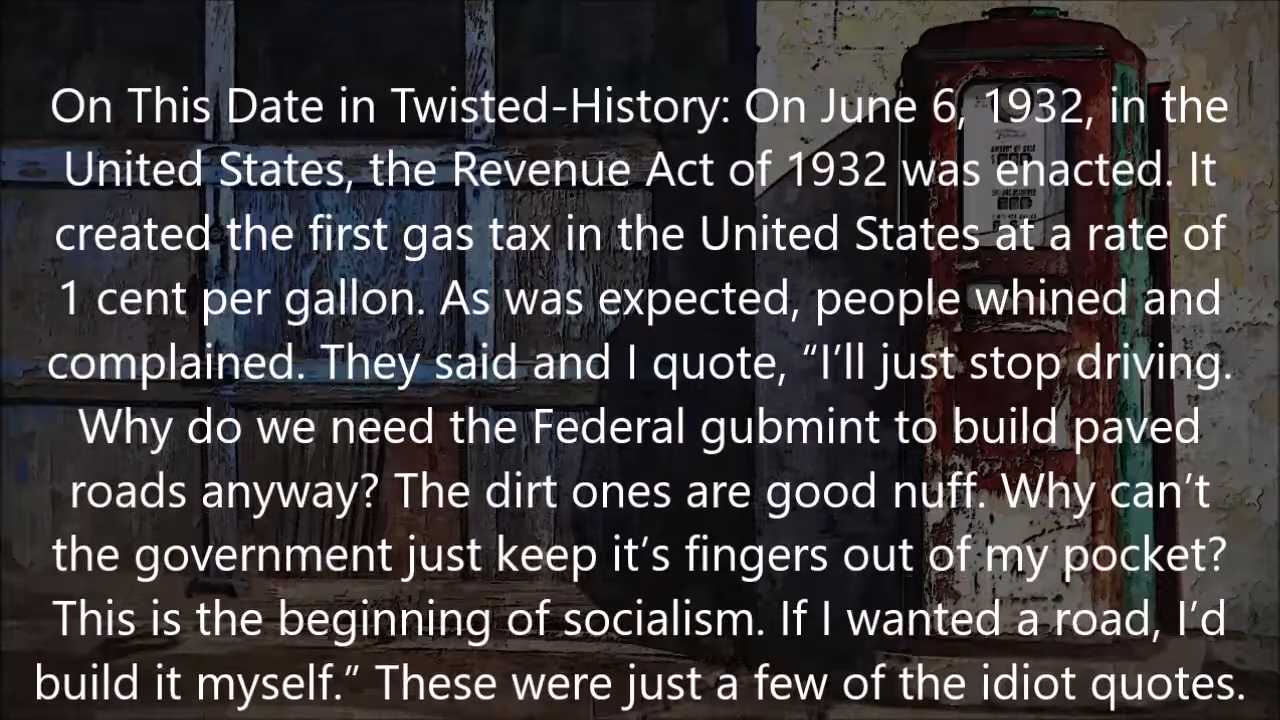 On This Date in Twisted-History: On June 6, 1932, in the
United States, the Revenue Act of 1932 was enacted. It
created the first gas tax in the United States at a rate of
1 cent per gallon. As was expected, people whined and
complained. They said and I quote, “I’ll just stop driving.
Why do we need the Federal gubmint to build paved
roads anyway? The dirt ones are good nuff. Why can’t
the government just keep it’s fingers out of my pocket?
This is the beginning of socialism. If I wanted a road, I’d
build it myself.” These were just a few of the idiot quotes.